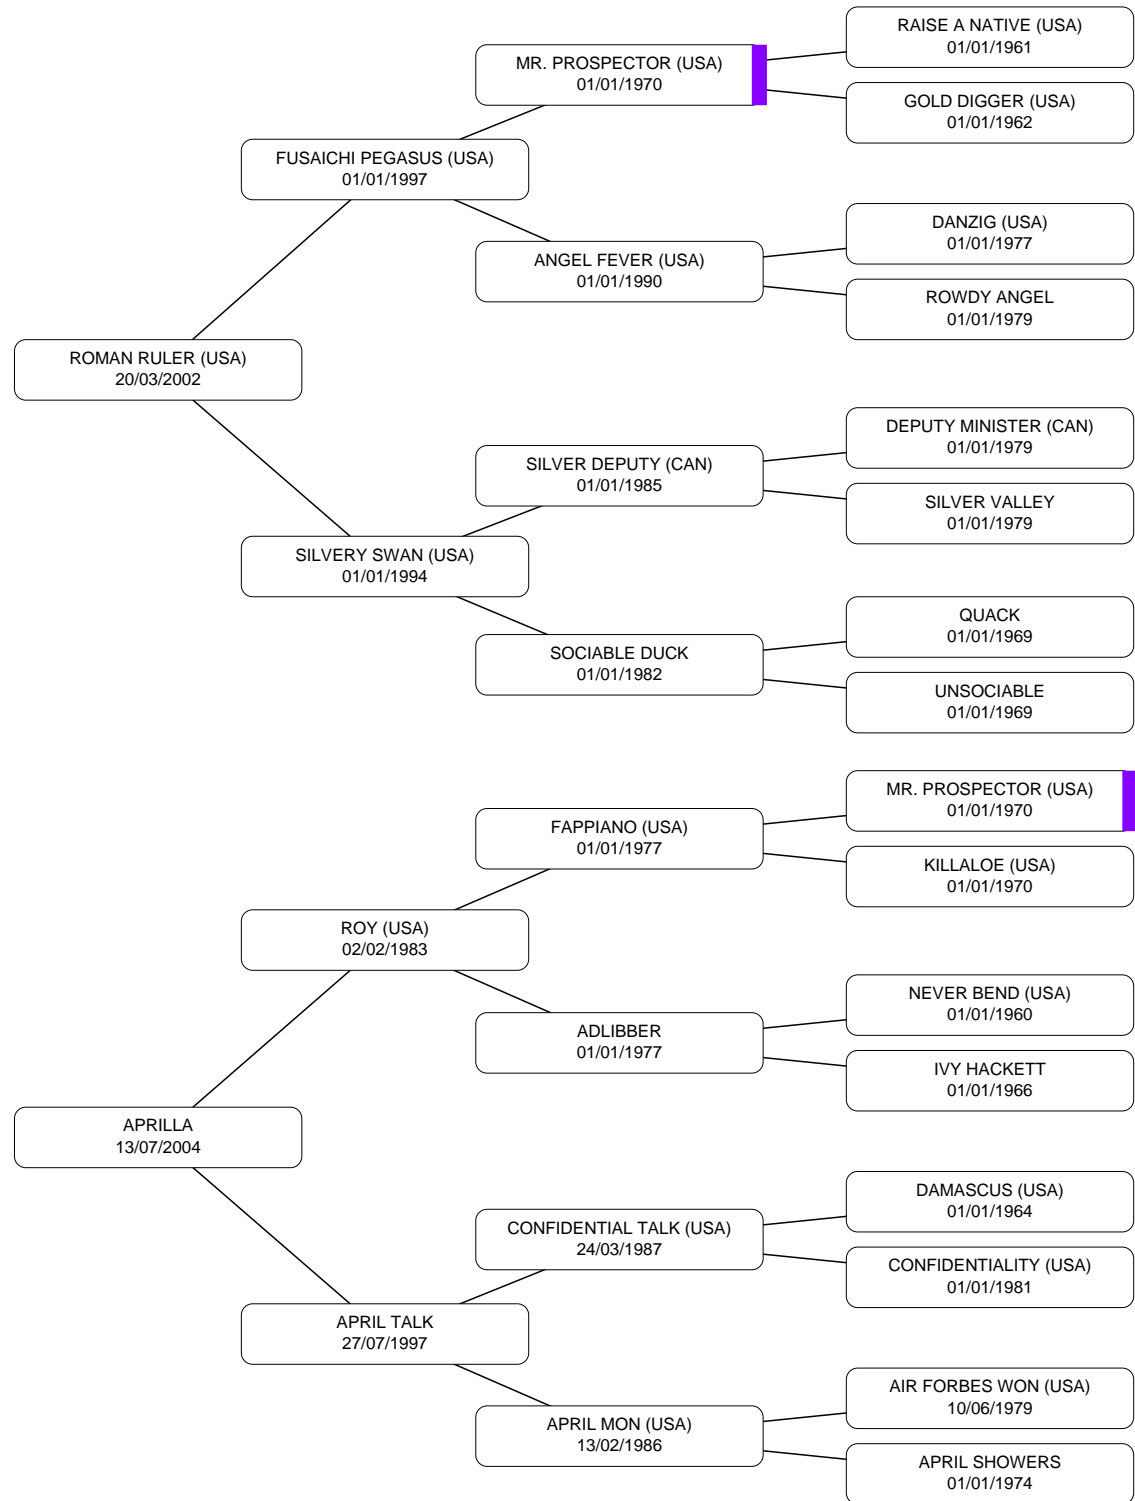 RAISE A NATIVE (USA)
01/01/1961
MR. PROSPECTOR (USA)
01/01/1970
GOLD DIGGER (USA)
01/01/1962
FUSAICHI PEGASUS (USA)
01/01/1997
DANZIG (USA)
01/01/1977
ANGEL FEVER (USA)
01/01/1990
ROWDY ANGEL
01/01/1979
ROMAN RULER (USA)
20/03/2002
DEPUTY MINISTER (CAN)
01/01/1979
SILVER DEPUTY (CAN)
01/01/1985
SILVER VALLEY
01/01/1979
SILVERY SWAN (USA)
01/01/1994
QUACK
01/01/1969
SOCIABLE DUCK
01/01/1982
UNSOCIABLE
01/01/1969
MR. PROSPECTOR (USA)
01/01/1970
FAPPIANO (USA)
01/01/1977
KILLALOE (USA)
01/01/1970
ROY (USA)
02/02/1983
NEVER BEND (USA)
01/01/1960
ADLIBBER
01/01/1977
IVY HACKETT
01/01/1966
APRILLA
13/07/2004
DAMASCUS (USA)
01/01/1964
CONFIDENTIAL TALK (USA)
24/03/1987
CONFIDENTIALITY (USA)
01/01/1981
APRIL TALK
27/07/1997
AIR FORBES WON (USA)
10/06/1979
APRIL MON (USA)
13/02/1986
APRIL SHOWERS
01/01/1974